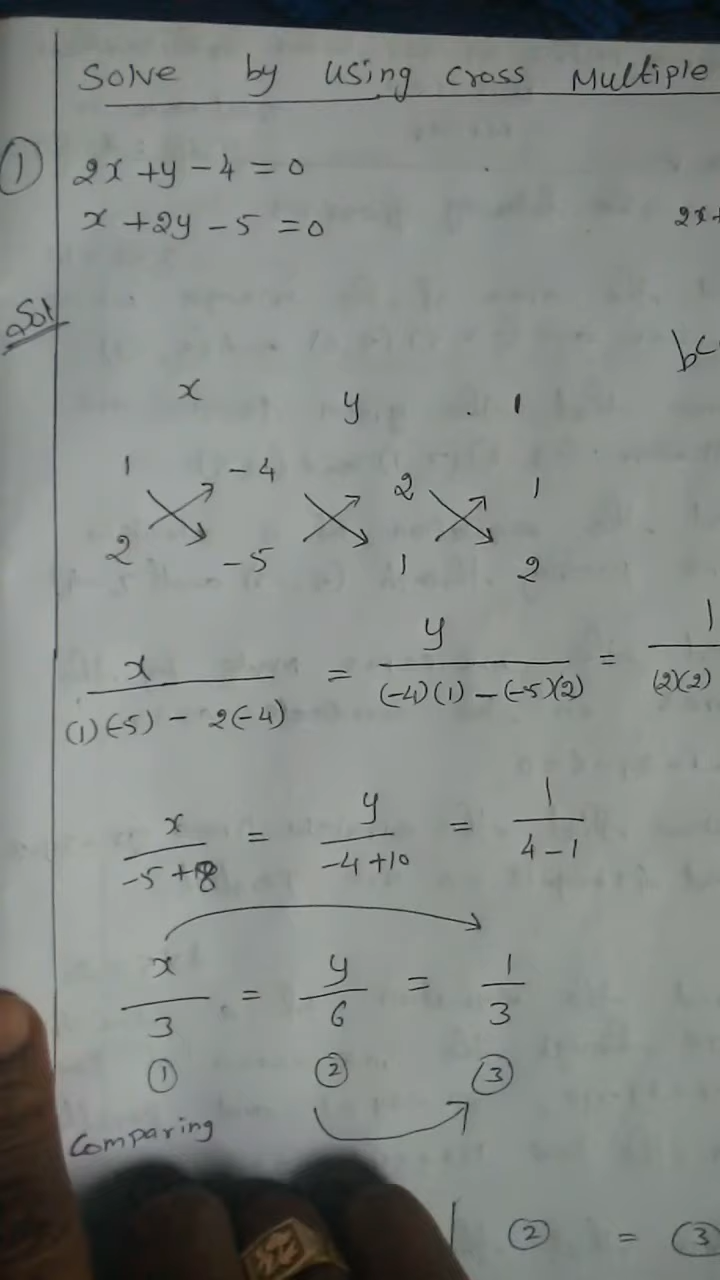 Solve by using cross Multiple
① 2x + y - 4 = 0
x + 2y - 5 = 0
2x+
Sol
bc
x y 1
1 -4 2 1
2 -5 1 2
x/((1)(-5) - 2(-4)) = y/((-4)(1) - (-5)(2)) = 1/((2)(2)
x/(-5+8) = y/(-4+10) = 1/(4-1)
x/3 = y/6 = 1/3
① ② ③
Comparing
② = ③